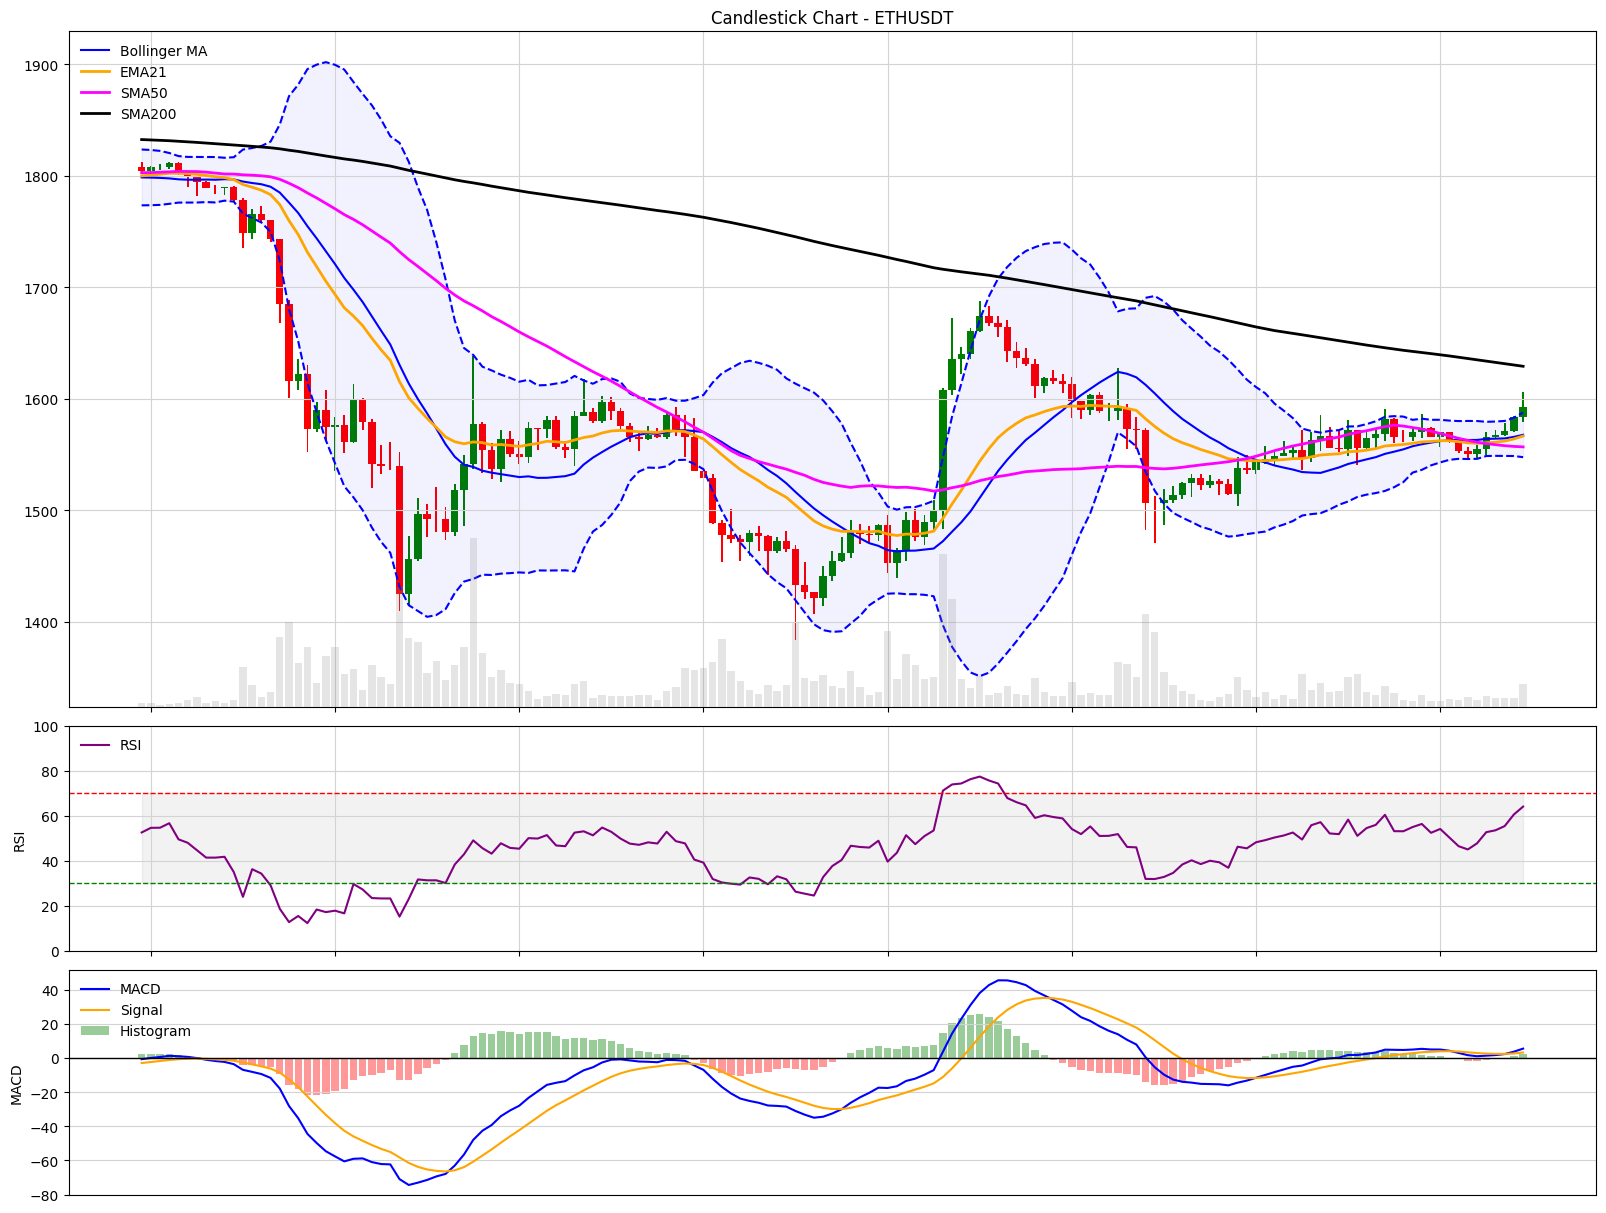 Candlestick Chart - ETHUSDT
Bollinger MA
EMA21
SMA50
SMA200
1900
1800
1700
1600
1500
1400
RSI
100
80
60
40
20
0
RSI
MACD
Signal
Histogram
40
20
0
−20
−40
−60
−80
MACD